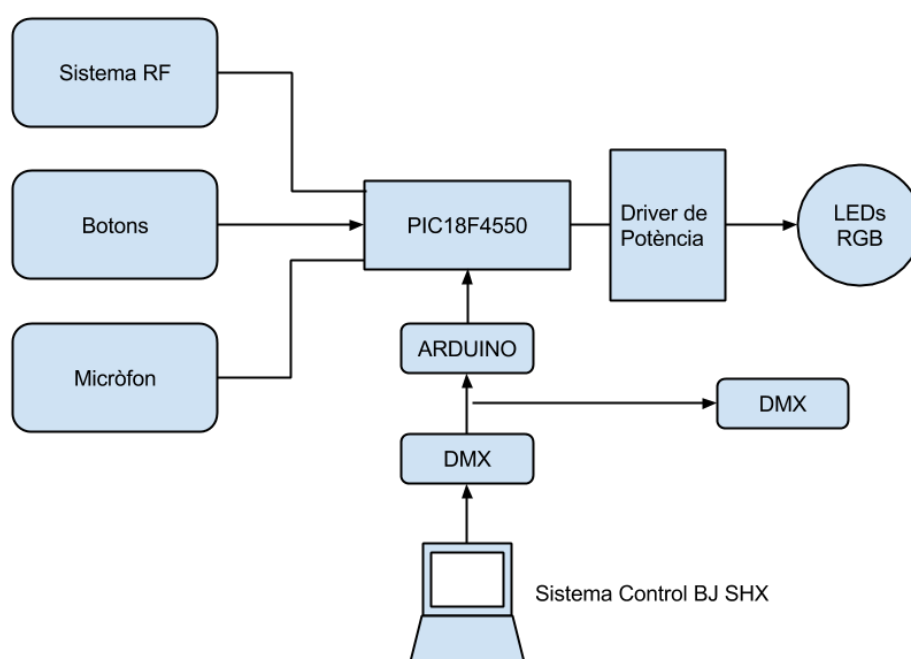 Sistema RF
Botons
Micròfon
PIC18F4550
Driver de
Potència
LEDs
RGB
ARDUINO
DMX
DMX
Sistema Control BJ SHX